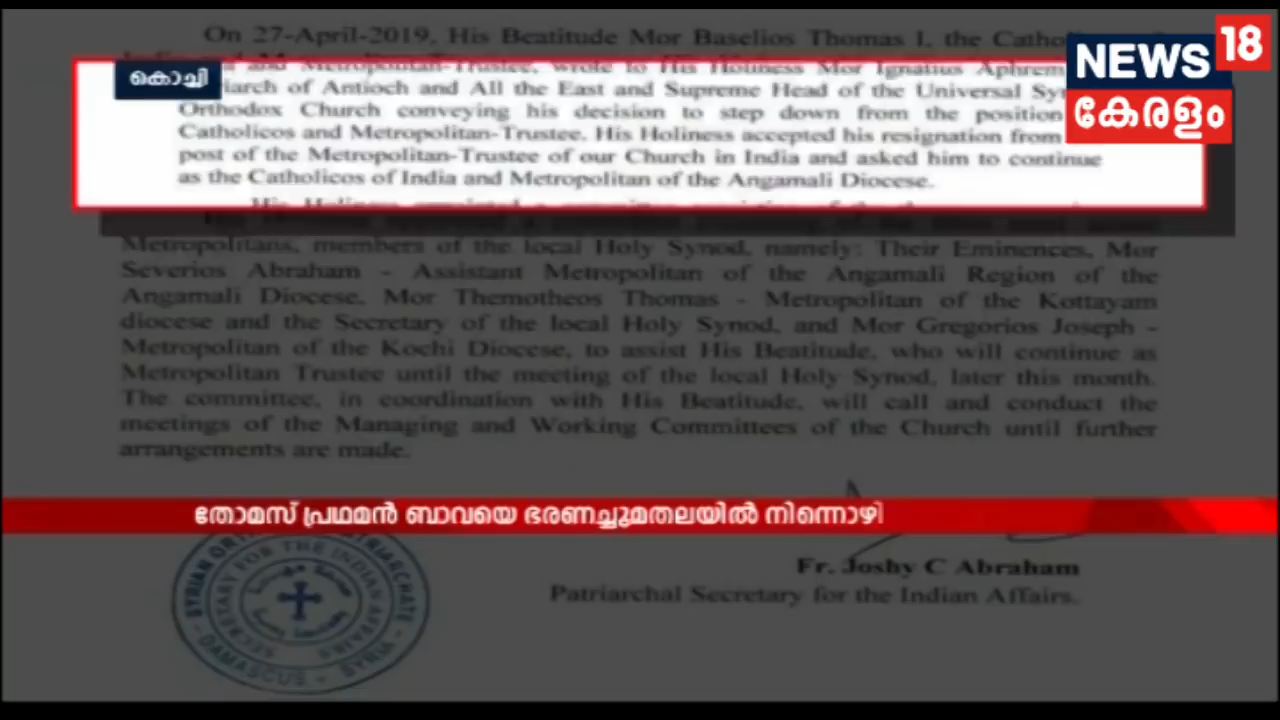 On 27-April-2019, His Beatitude Mor Baselios Thomas I, the
NEWS 18
കേരളം
കൊച്ചി
and Metropolitan-Trustee, wrote to His Holiness Mor Ignatius
of Antioch and All the East and Supreme Head of the Universal
Orthodox Church conveying his decision to step down from the position
Catholicos and Metropolitan-Trustee. His Holiness accepted his resignation from
post of the Metropolitan-Trustee of our Church in India and asked him to continue
as the Catholicos of India and Metropolitan of the Angamali Diocese.
Metropolitans, members of the local Holy Synod, namely: Their Eminences, Mor
Severios Abraham - Assistant Metropolitan of the Angamali Region of the
Angamali Diocese, Mor Themotheos Thomas - Metropolitan of the Kottayam
diocese and the Secretary of the local Holy Synod, and Mor Gregorios Joseph -
Metropolitan of the Kochi Diocese, to assist His Beatitude, who will continue as
Metropolitan Trustee until the meeting of the local Holy Synod, later this month.
The committee, in coordination with His Beatitude, will call and conduct the
meetings of the Managing and Working Committees of the Church until further
arrangements are made.
തോമസ് പ്രഥമൻ ബാവയെ ഭരണച്ചുമതലയിൽ നിന്നൊഴി
Fr. Joshy C Abraham
Patriarchal Secretary for the Indian Affairs.
SECRETARY FOR THE INDIAN AFFAIRS
DAMASCUS - SYRIA